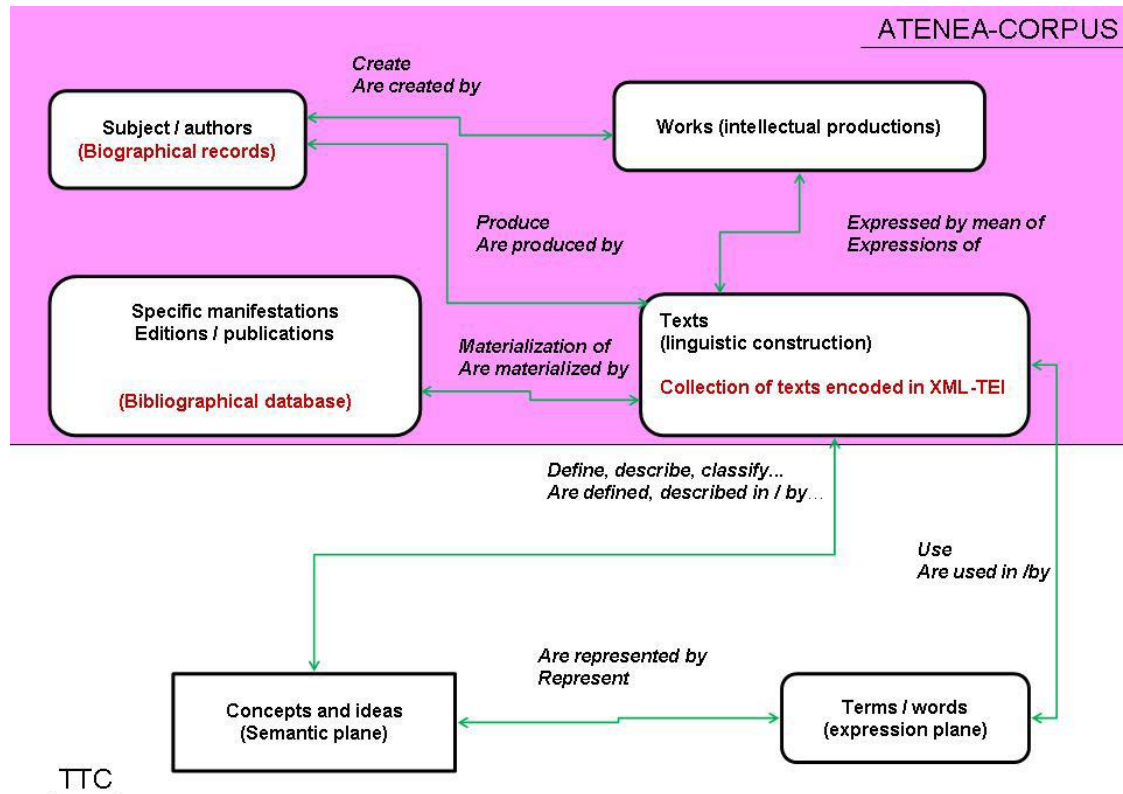 ATENEA-CORPUS
Create
Are created by
Subject / authors
(Biographical records)
Works (intellectual productions)
Produce
Are produced by
Expressed by mean of
Expressions of
Specific manifestations
Editions / publications
(Bibliographical database)
Materialization of
Are materialized by
Texts
(linguistic construction)
Collection of texts encoded in XML-TEI
Define, describe, classify...
Are defined, described in / by...
Use
Are used in /by
Are represented by
Represent
Concepts and ideas
(Semantic plane)
Terms / words
(expression plane)
TTC